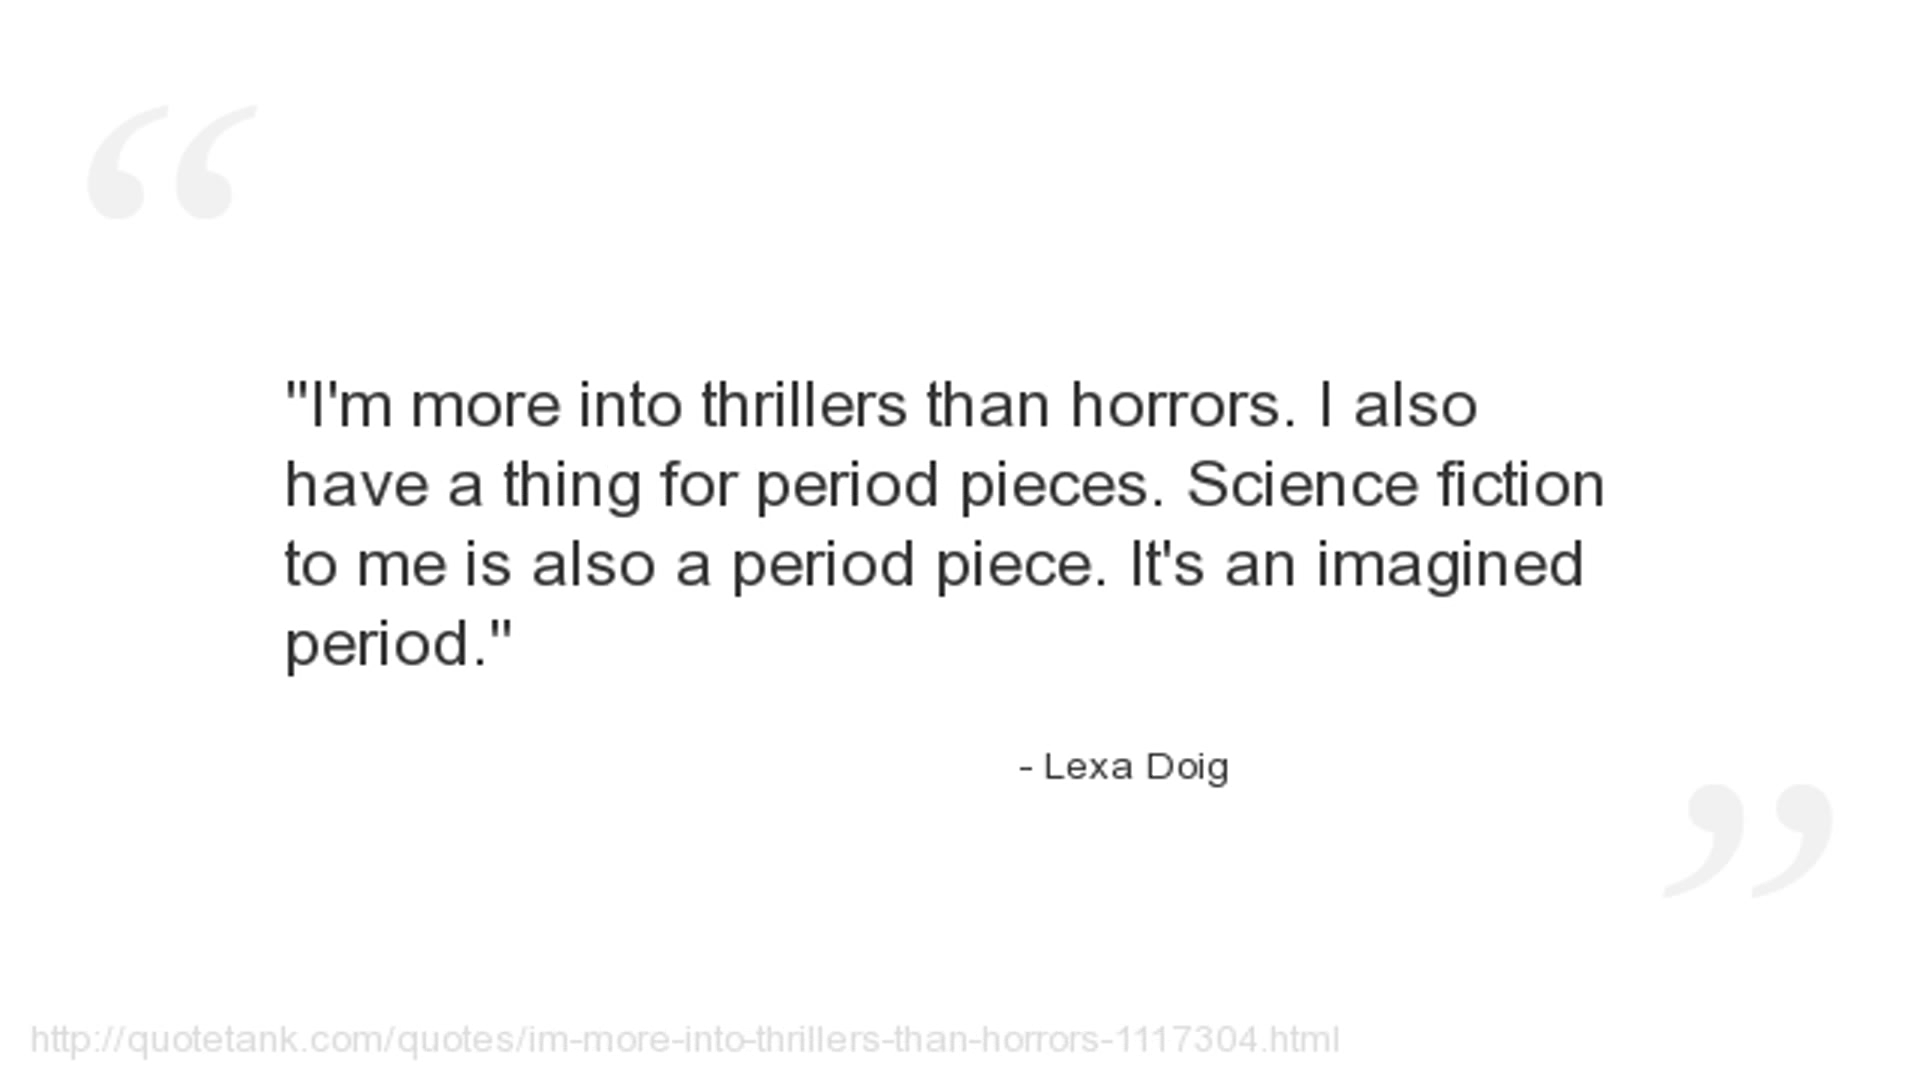 "I'm more into thrillers than horrors. I also
have a thing for period pieces. Science fiction
to me is also a period piece. It's an imagined
period."
- Lexa Doig
http://quotetank.com/quotes/im-more-into-thrillers-than-horrors-1117304.html